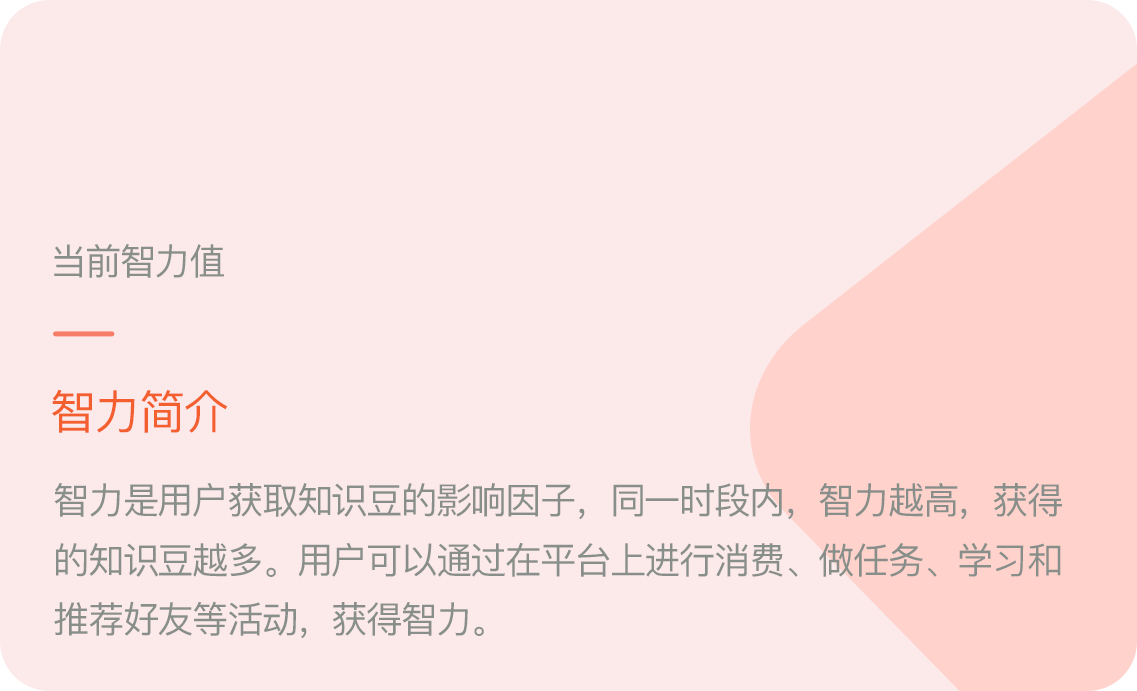 当前智力值
智力简介
智力是用户获取知识豆的影响因子，同一时段内，智力越高，获得
的知识豆越多。用户可以通过在平台上进行消费、做任务、学习和
推荐好友等活动，获得智力。